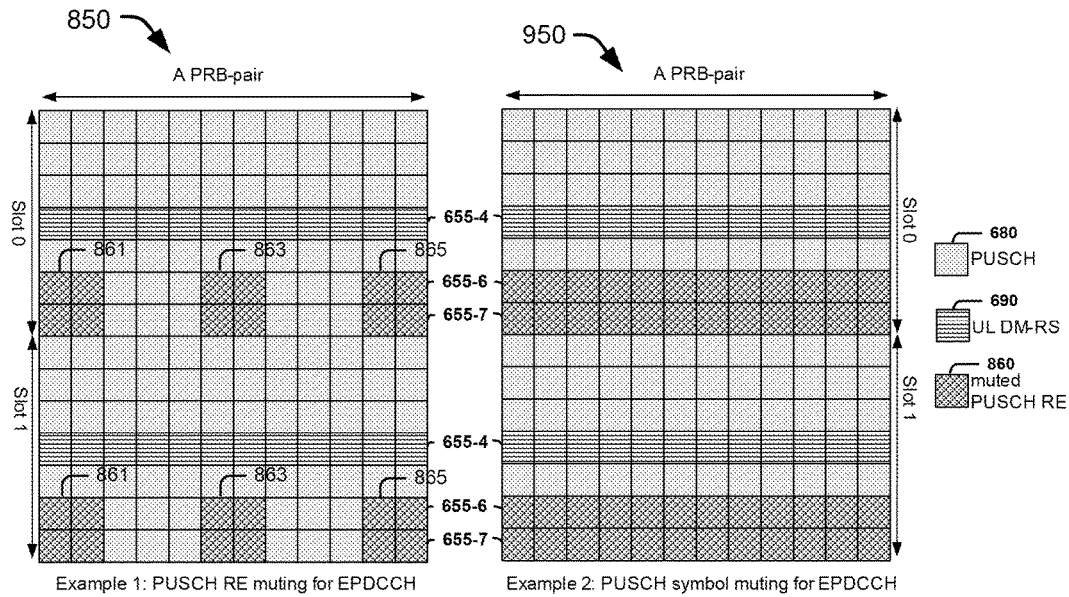 850
A PRB-pair
Slot 0
Slot 1
861
863
865
861
863
865
Example 1: PUSCH RE muting for EPDCCH
655-4
655-6
655-7
655-4
655-6
655-7
950
A PRB-pair
Slot 0
Slot 1
Example 2: PUSCH symbol muting for EPDCCH
680
PUSCH
690
UL DM-RS
860
muted
PUSCH RE